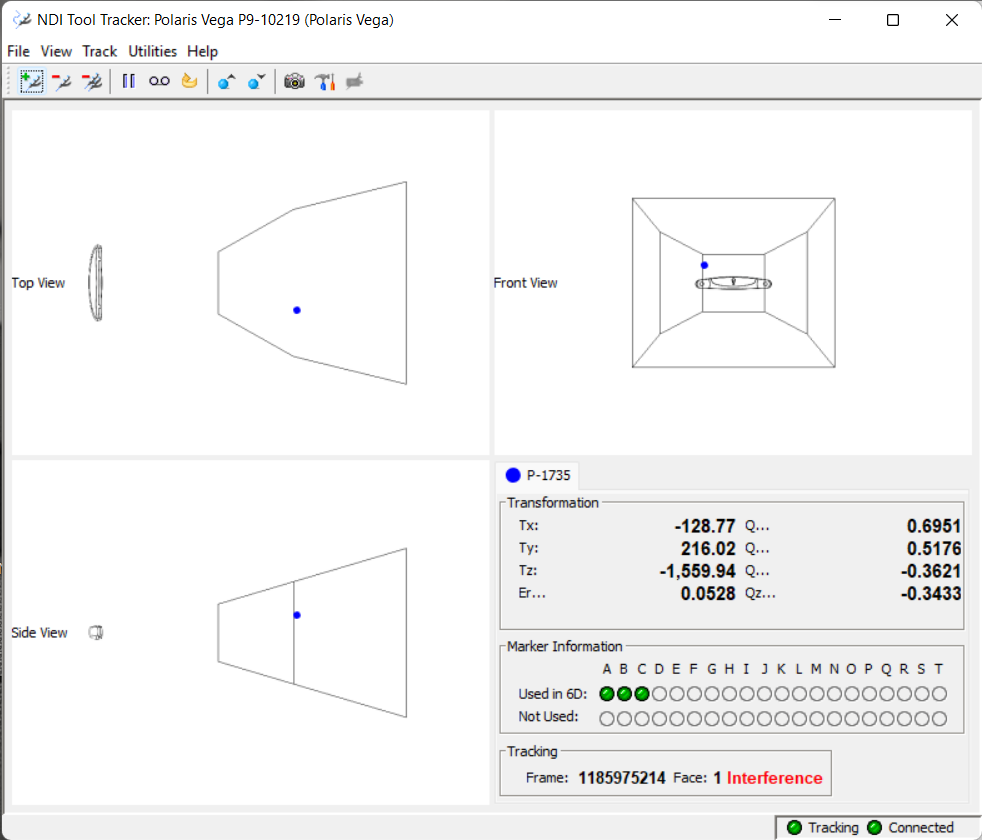 NDI Tool Tracker: Polaris Vega P9-10219 (Polaris Vega)
File View Track Utilities Help
Top View
Front View
Side View
P-1735
Transformation
Tx: -128.77 Q... 0.6951
Ty: 216.02 Q... 0.5176
Tz: -1,559.94 Q... -0.3621
Er... 0.0528 Qz... -0.3433
Marker Information
A B C D E F G H I J K L M N O P Q R S T
Used in 6D:
Not Used:
Tracking
Frame: 1185975214 Face: 1 Interference
Tracking Connected